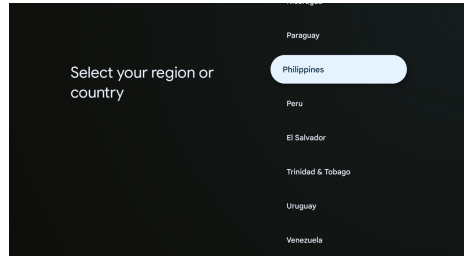 Select your region or
country
Paraguay
Philippines
Peru
El Salvador
Trinidad & Tobago
Uruguay
Venezuela